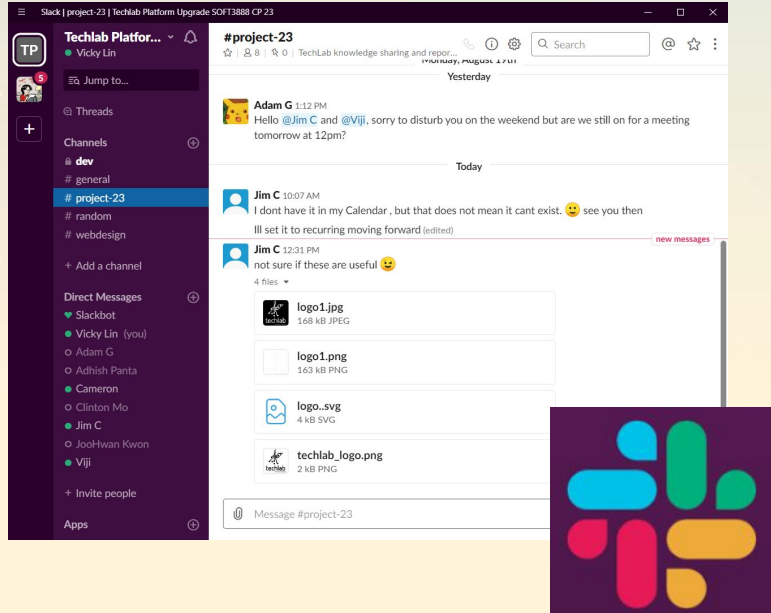 Slack | project-23 | Techlab Platform Upgrade SOFT3888 CP 23
TP
5
Techlab Platfor...
Vicky Lin
Jump to...
Threads
Channels
dev
# general
# project-23
# random
# webdesign
+ Add a channel
Direct Messages
Slackbot
Vicky Lin (you)
Adam G
Adhish Panta
Cameron
Clinton Mo
Jim C
JooHwan Kwon
Viji
+ Invite people
Apps
#project-23
8 | 0 | TechLab knowledge sharing and repor...
Search
Monday, August 19th
Yesterday
Adam G 1:12 PM
Hello @Jim C and @Viji, sorry to disturb you on the weekend but are we still on for a meeting
tomorrow at 12pm?
Today
Jim C 10:07 AM
I dont have it in my Calendar , but that does not mean it cant exist. 🙂 see you then
Ill set it to recurring moving forward (edited)
new messages
Jim C 12:31 PM
not sure if these are useful 😉
4 files
techlab
logo1.jpg
168 kB JPEG
logo1.png
163 kB PNG
logo..svg
4 kB SVG
techlab
techlab_logo.png
2 kB PNG
Message #project-23